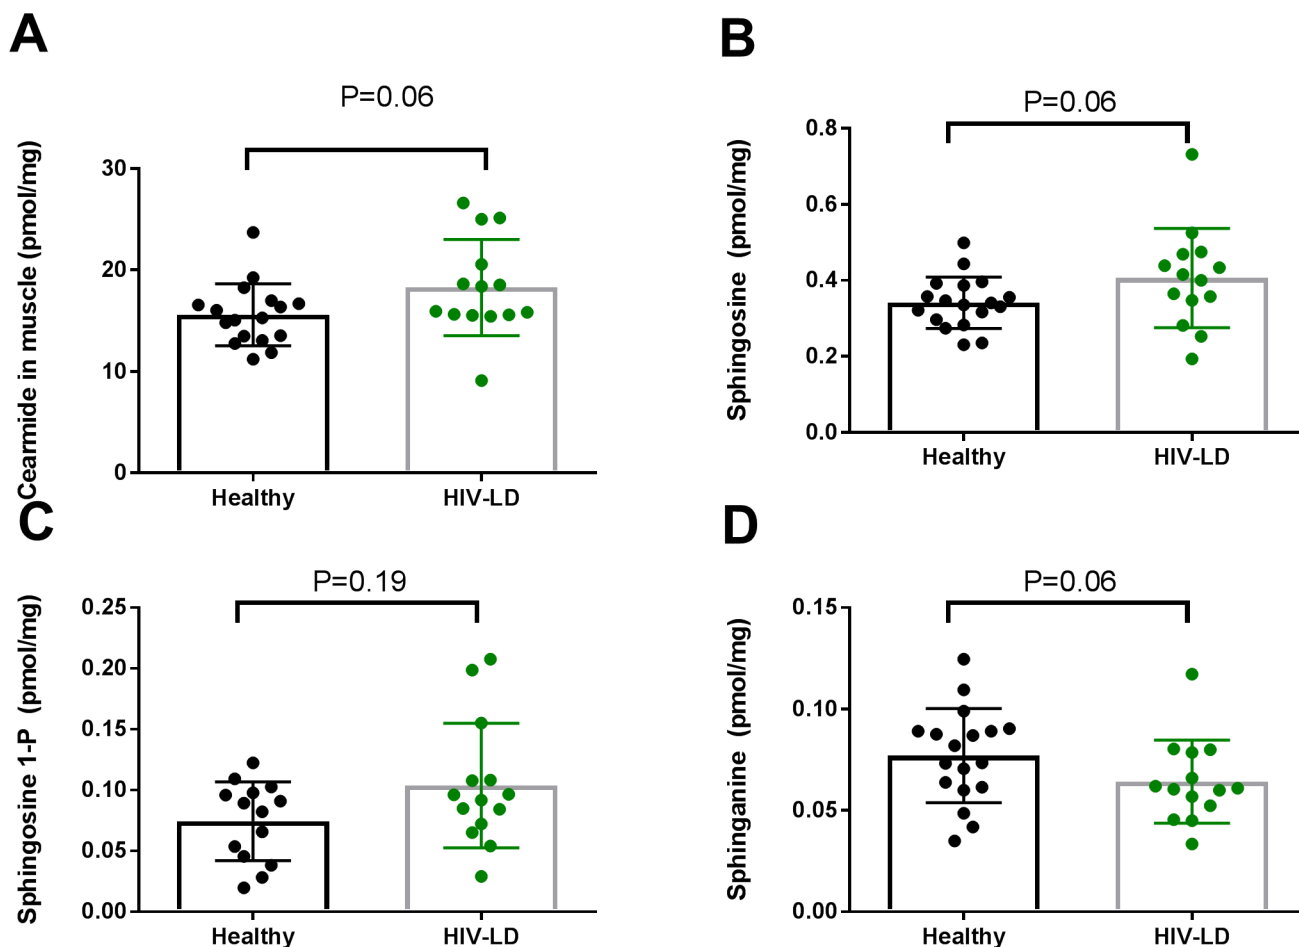 A
P=0.06
Cearmide in muscle (pmol/mg)
30
20
10
0
Healthy HIV-LD
B
P=0.06
Sphingosine (pmol/mg)
0.8
0.6
0.4
0.2
0.0
Healthy HIV-LD
C
P=0.19
Sphingosine 1-P (pmol/mg)
0.25
0.20
0.15
0.10
0.05
0.00
Healthy HIV-LD
D
P=0.06
Sphinganine (pmol/mg)
0.15
0.10
0.05
0.00
Healthy HIV-LD